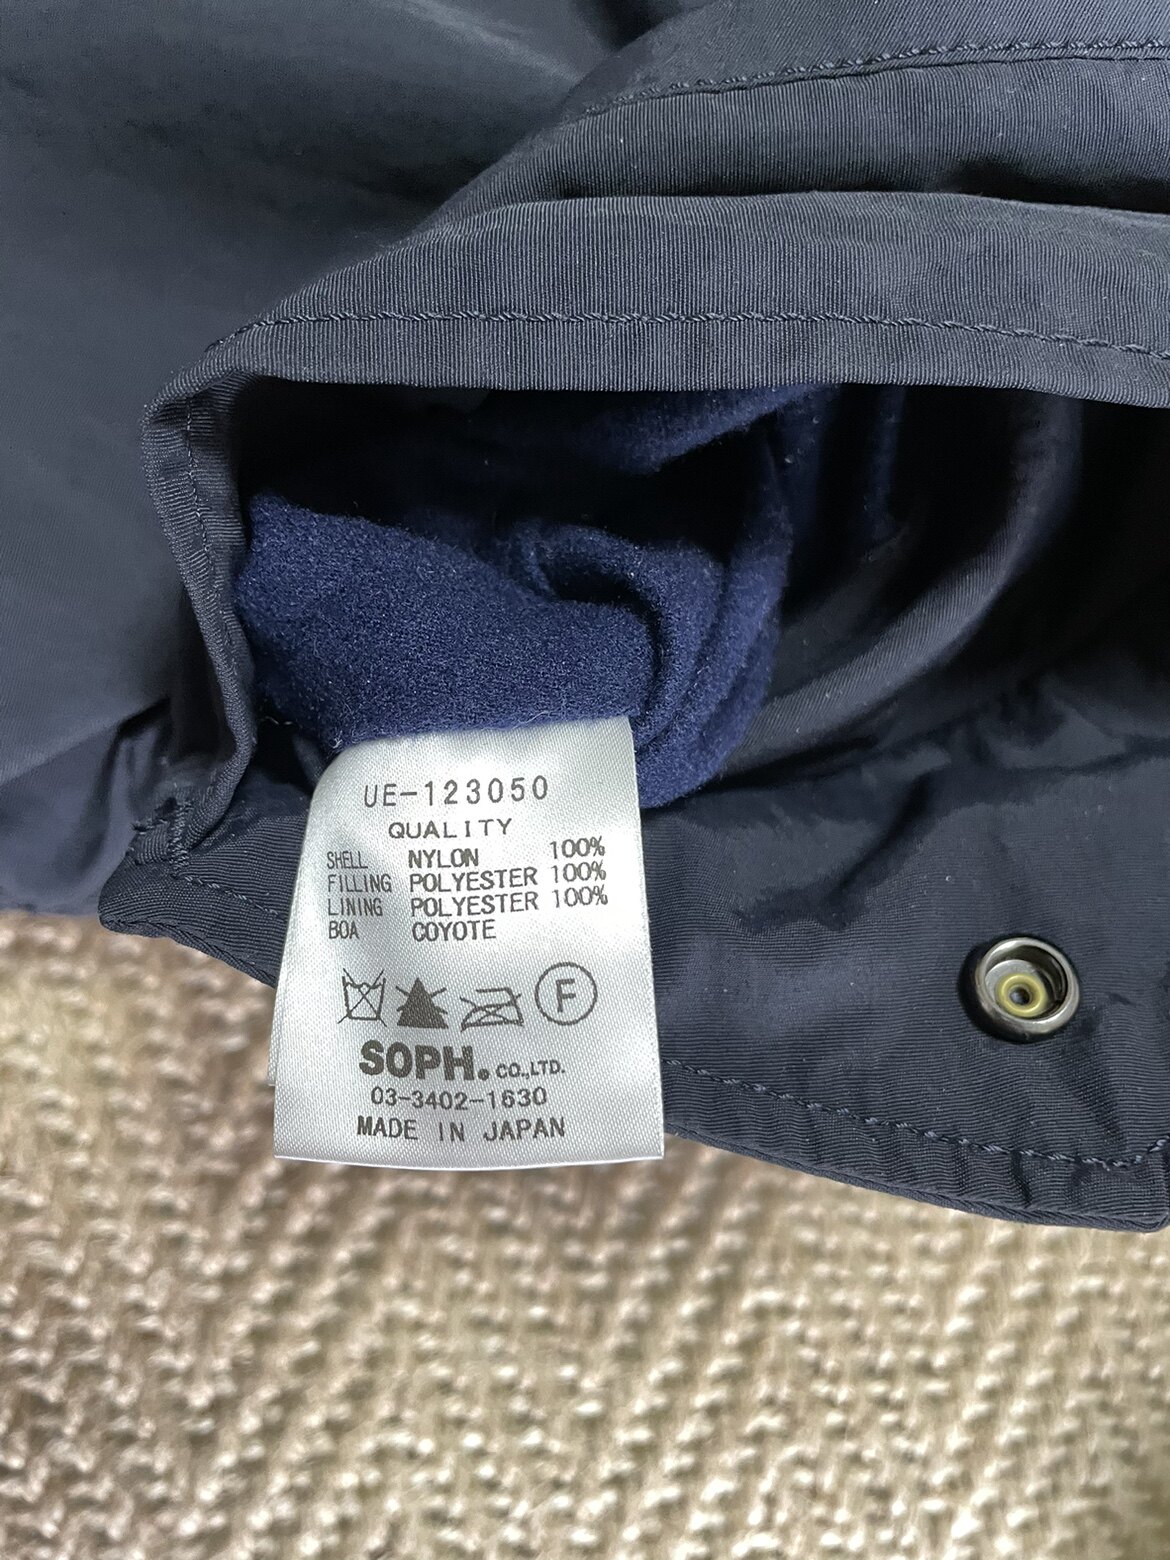 UE-123050
QUALITY
SHELL NYLON 100%
FILLING POLYESTER 100%
LINING POLYESTER 100%
BOA COYOTE
F
SOPH. CO.,LTD.
03-3402-1630
MADE IN JAPAN